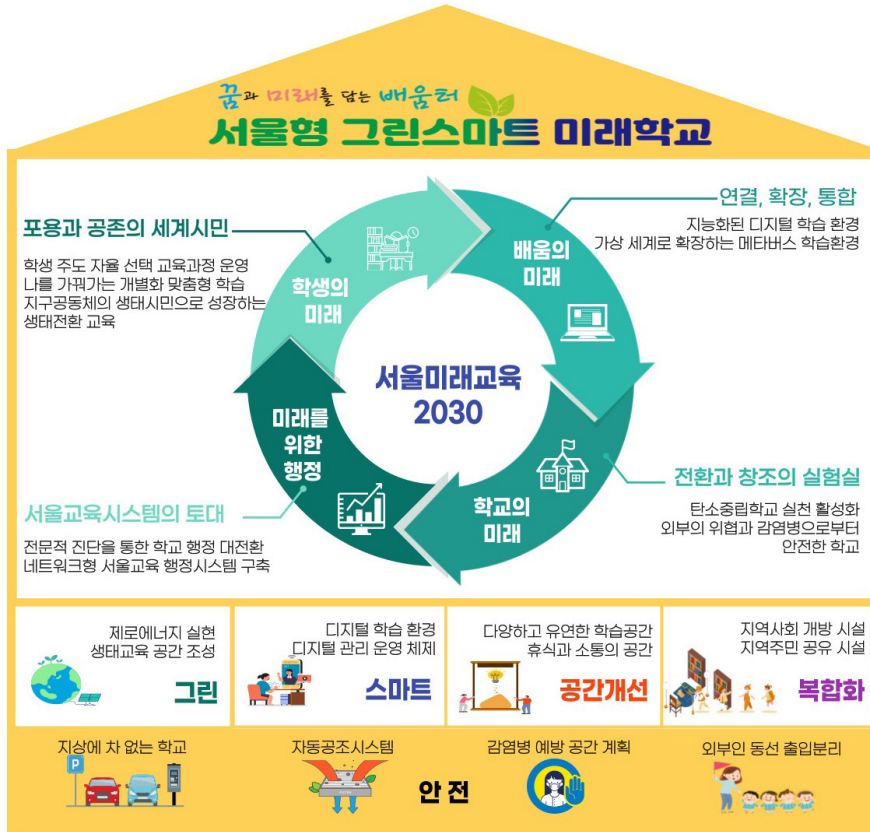 꿈과 미래를 담는 배움터
서울형 그린스마트 미래학교
포용과 공존의 세계시민
학생 주도 자율 선택 교육과정 운영
나를 가꿔가는 개별화 맞춤형 학습
지구공동체의 생태시민으로 성장하는
생태전환 교육
연결, 확장, 통합
지능화된 디지털 학습 환경
가상 세계로 확장하는 메타버스 학습환경
학생의
미래
배움의
미래
서울미래교육
2030
미래를
위한
행정
학교의
미래
서울교육시스템의 토대
전문적 진단을 통한 학교 행정 대전환
네트워크형 서울교육 행정시스템 구축
전환과 창조의 실험실
탄소중립학교 실천 활성화
외부의 위협과 감염병으로부터
안전한 학교
제로에너지 실현
생태교육 공간 조성
그린
디지털 학습 환경
디지털 관리 운영 체제
스마트
다양하고 유연한 학습공간
휴식과 소통의 공간
공간개선
지역사회 개방 시설
지역주민 공유 시설
복합화
지상에 차 없는 학교
P
자동공조시스템
안 전
감염병 예방 공간 계획
외부인 동선 출입분리